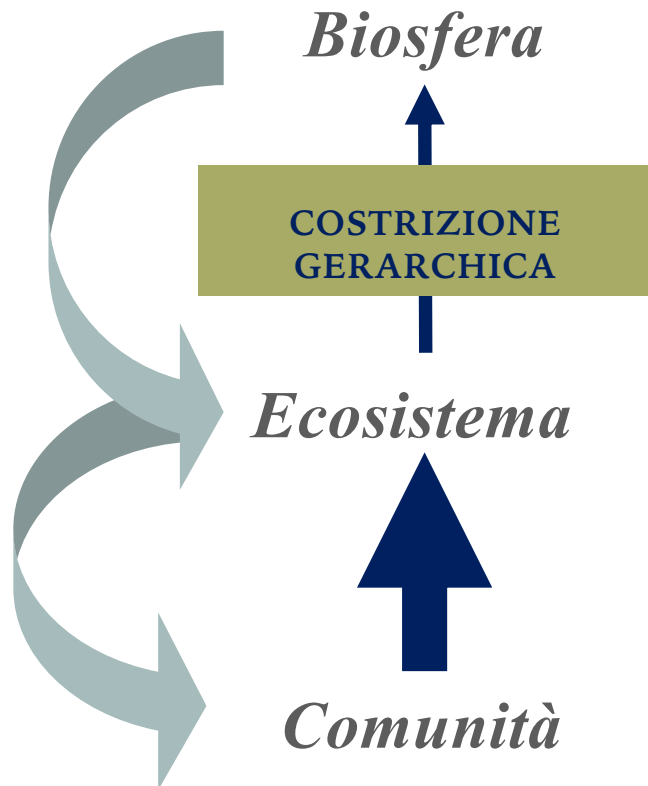 Biosfera
COSTRIZIONE
GERARCHICA
Ecosistema
Comunità